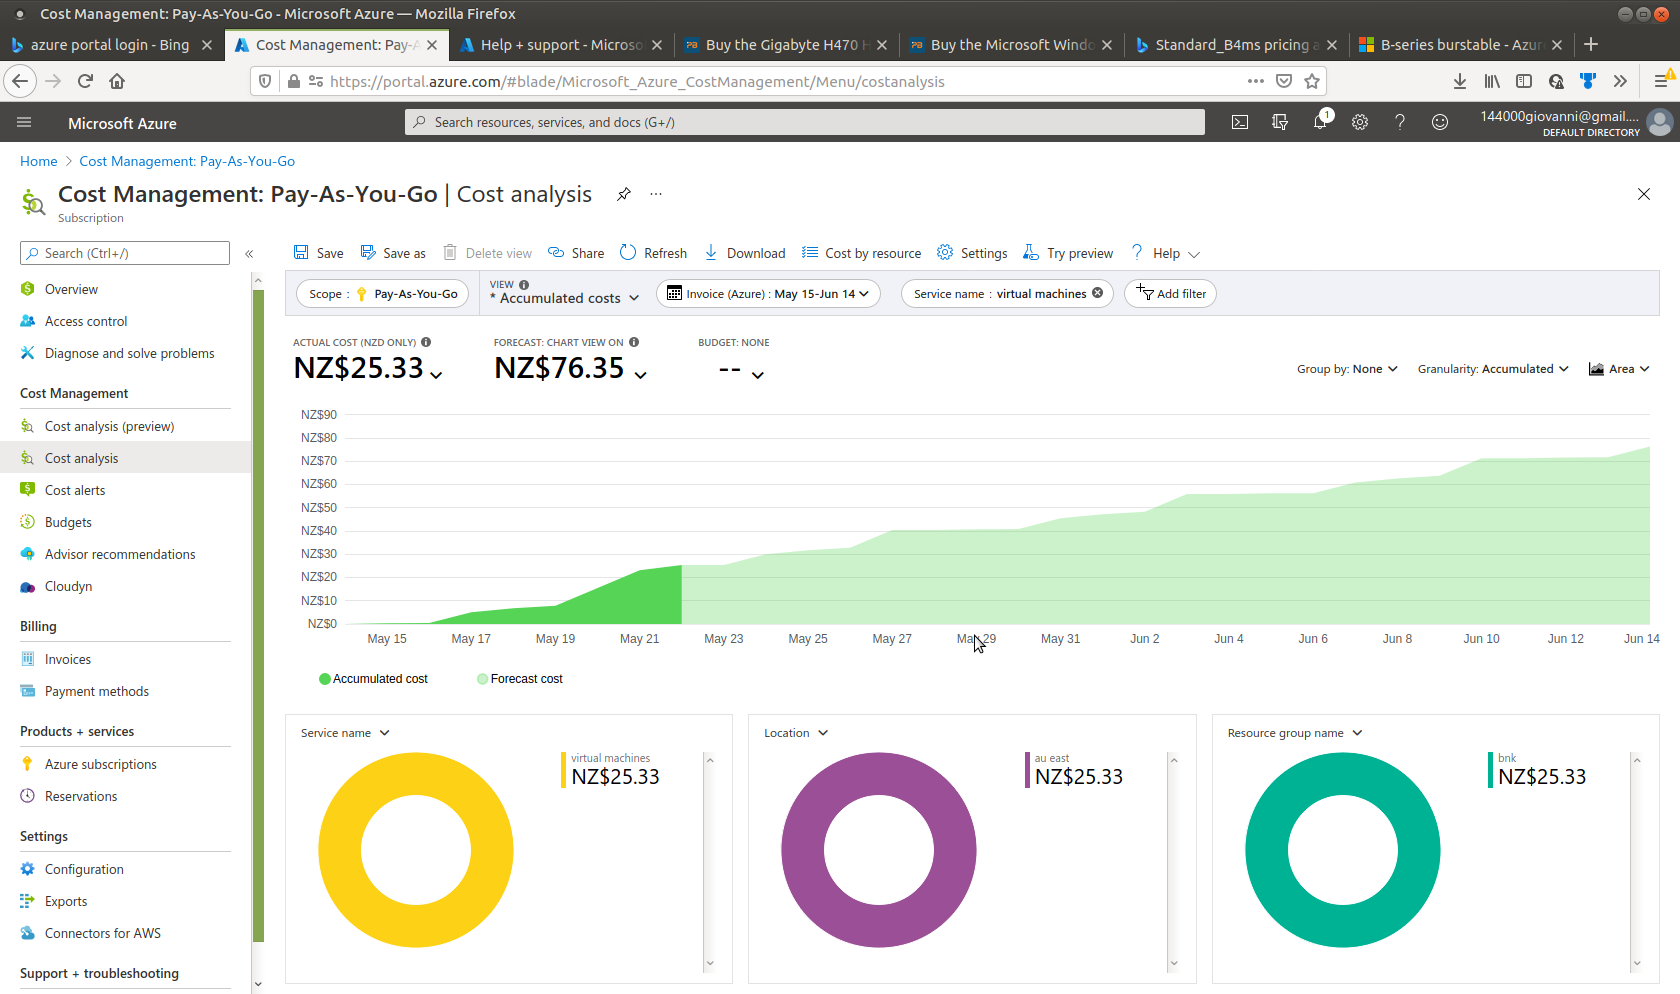 Cost Management: Pay-As-You-Go - Microsoft Azure — Mozilla Firefox
azure portal login - Bing
Cost Management: Pay-A
Help + support - Microso
Buy the Gigabyte H470 H
Buy the Microsoft Windo
Standard_B4ms pricing a
B-series burstable - Azur
https://portal.azure.com/#blade/Microsoft_Azure_CostManagement/Menu/costanalysis
Microsoft Azure
Search resources, services, and docs (G+/)
1
144000giovanni@gmail....
DEFAULT DIRECTORY
Home > Cost Management: Pay-As-You-Go
Cost Management: Pay-As-You-Go | Cost analysis
Subscription
Search (Ctrl+/)
Overview
Access control
Diagnose and solve problems
Cost Management
Cost analysis (preview)
Cost analysis
Cost alerts
Budgets
Advisor recommendations
Cloudyn
Billing
Invoices
Payment methods
Products + services
Azure subscriptions
Reservations
Settings
Configuration
Exports
Connectors for AWS
Support + troubleshooting
Save
Save as
Delete view
Share
Refresh
Download
Cost by resource
Settings
Try preview
Help
Scope : Pay-As-You-Go
VIEW
* Accumulated costs
Invoice (Azure) : May 15-Jun 14
Service name : virtual machines
Add filter
ACTUAL COST (NZD ONLY)
NZ$25.33
FORECAST: CHART VIEW ON
NZ$76.35
BUDGET: NONE
--
Group by: None
Granularity: Accumulated
Area
NZ$90
NZ$80
NZ$70
NZ$60
NZ$50
NZ$40
NZ$30
NZ$20
NZ$10
NZ$0
May 15 May 17 May 19 May 21 May 23 May 25 May 27 May 29 May 31 Jun 2 Jun 4 Jun 6 Jun 8 Jun 10 Jun 12 Jun 14
Accumulated cost
Forecast cost
Service name
virtual machines
NZ$25.33
Location
au east
NZ$25.33
Resource group name
bnk
NZ$25.33